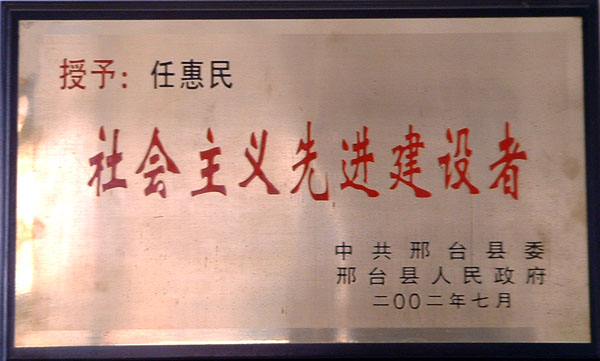 授予：任惠民
社会主义先进建设者
中共邢台县委
邢台县人民政府
二〇〇二年七月